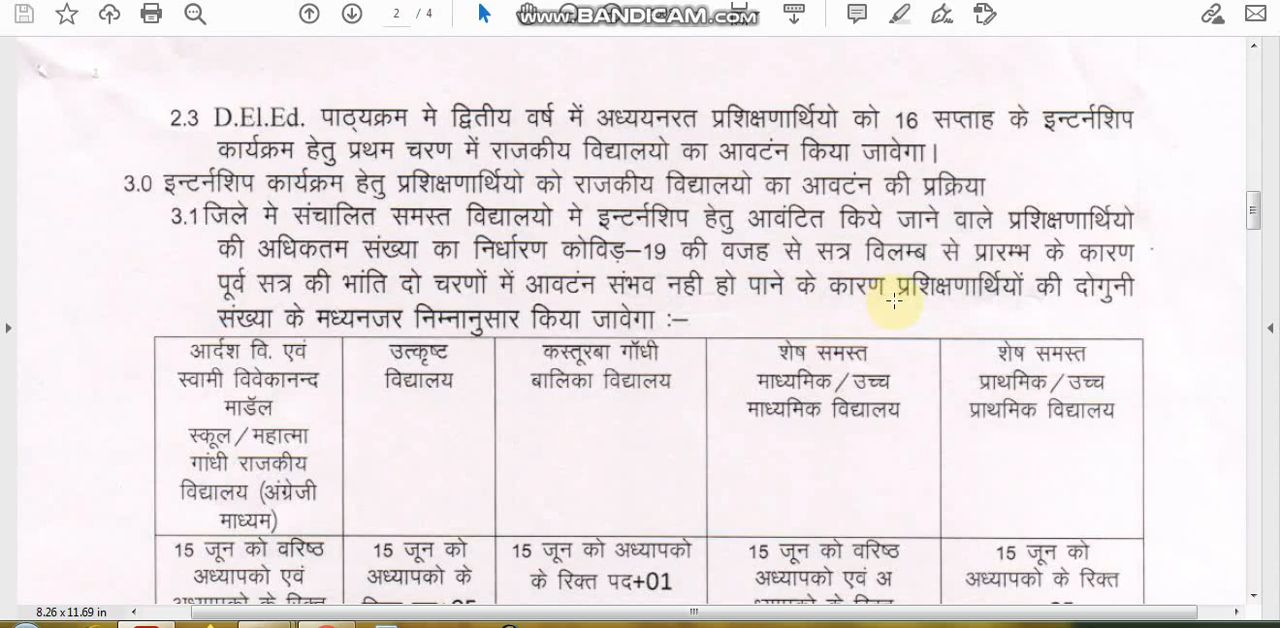 2 / 4
www.BANDICAM.com
2.3 D.El.Ed. पाठ्यक्रम मे द्वितीय वर्ष में अध्ययनरत प्रशिक्षणार्थियो को 16 सप्ताह के इन्टर्नशिप
कार्यक्रम हेतु प्रथम चरण में राजकीय विद्यालयो का आवटंन किया जावेगा।
3.0 इन्टर्नशिप कार्यक्रम हेतु प्रशिक्षणार्थियो को राजकीय विद्यालयो का आवटंन की प्रक्रिया
3.1 जिले मे संचालित समस्त विद्यालयो मे इन्टर्नशिप हेतु आवंटित किये जाने वाले प्रशिक्षणार्थियो
की अधिकतम संख्या का निर्धारण कोविड़–19 की वजह से सत्र विलम्ब से प्रारम्भ के कारण
पूर्व सत्र की भांति दो चरणों में आवटंन संभव नही हो पाने के कारण प्रशिक्षणार्थियों की दोगुनी
संख्या के मध्यनजर निम्नानुसार किया जावेगा :–
आर्दश वि. एवं
स्वामी विवेकानन्द
मार्डल
स्कूल/महात्मा
गांधी राजकीय
विद्यालय (अंग्रेजी
माध्यम)
उत्कृष्ट
विद्यालय
कस्तूरबा गॉधी
बालिका विद्यालय
शेष समस्त
माध्यमिक/उच्च
माध्यमिक विद्यालय
शेष समस्त
प्राथमिक/उच्च
प्राथमिक विद्यालय
15 जून को वरिष्ठ
अध्यापको एवं
15 जून को
अध्यापको के
15 जून को अध्यापको
के रिक्त पद+01
15 जून को वरिष्ठ
अध्यापको एवं अ
15 जून को
अध्यापको के रिक्त
8.26 x 11.69 in